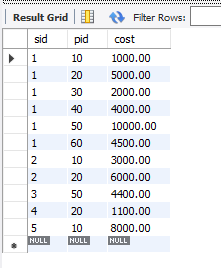 Result Grid Filter Rows:
sid pid cost
1 10 1000.00
1 20 5000.00
1 30 2000.00
1 40 4000.00
1 50 10000.00
1 60 4500.00
2 10 3000.00
2 20 6000.00
3 50 4400.00
4 20 1100.00
5 10 8000.00
NULL NULL NULL